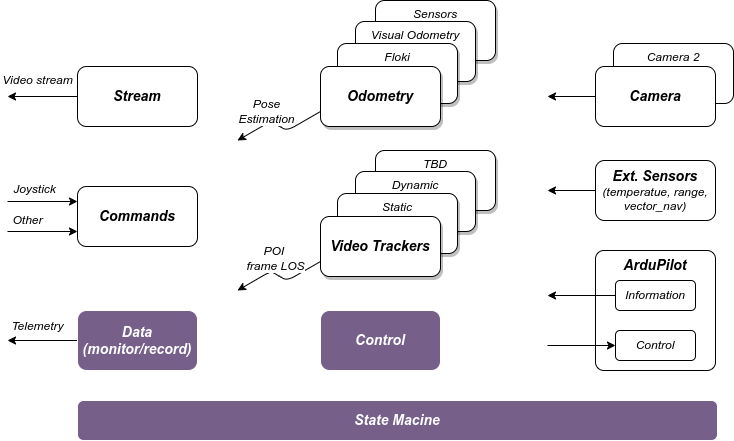 Video stream
Stream
Joystick
Other
Commands
Telemetry
Data
(monitor/record)
Sensors
Visual Odometry
Floki
Odometry
Pose
Estimation
TBD
Dynamic
Static
Video Trackers
POI
frame LOS
Control
Camera 2
Camera
Ext. Sensors
(temperatue, range,
vector_nav)
ArduPilot
Information
Control
State Macine